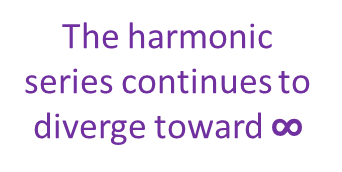 The harmonic
series continues to
diverge toward ∞